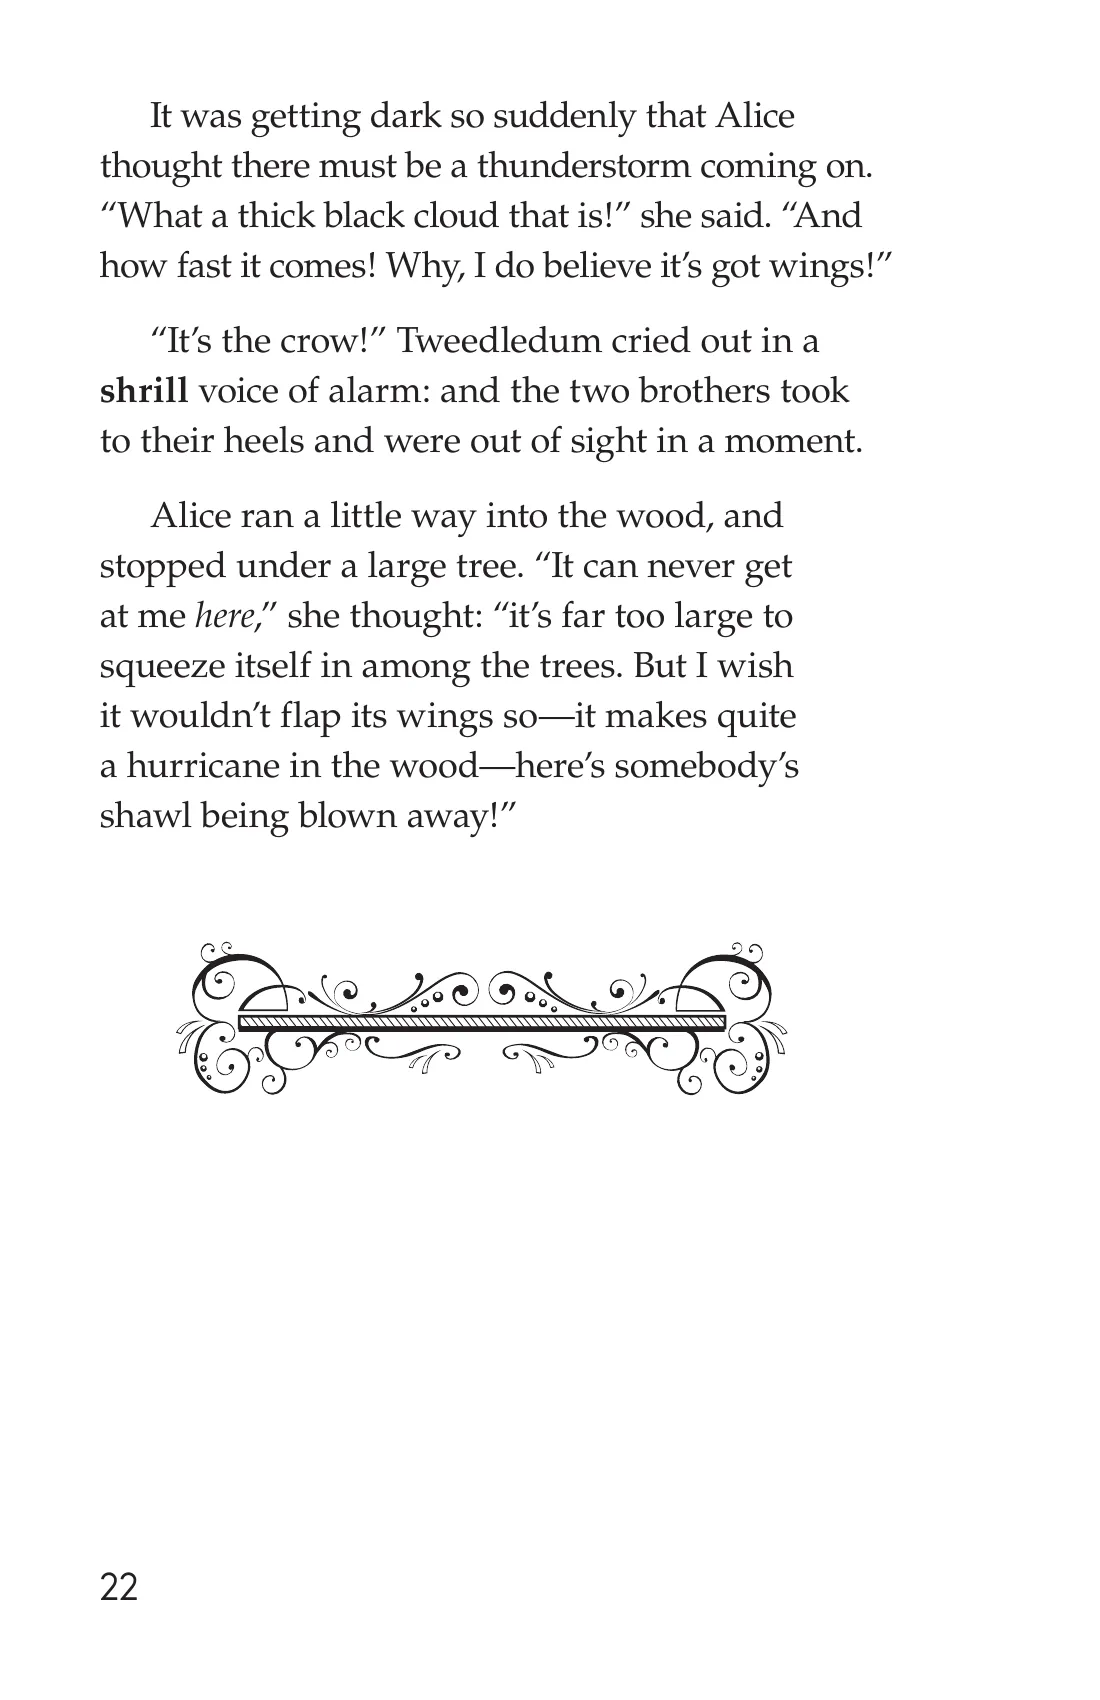 It was getting dark so suddenly that Alice
thought there must be a thunderstorm coming on.
“What a thick black cloud that is!” she said. “And
how fast it comes! Why, I do believe it’s got wings!”
“It’s the crow!” Tweedledum cried out in a
shrill voice of alarm: and the two brothers took
to their heels and were out of sight in a moment.
Alice ran a little way into the wood, and
stopped under a large tree. “It can never get
at me here,” she thought: “it’s far too large to
squeeze itself in among the trees. But I wish
it wouldn’t flap its wings so—it makes quite
a hurricane in the wood—here’s somebody’s
shawl being blown away!”
22